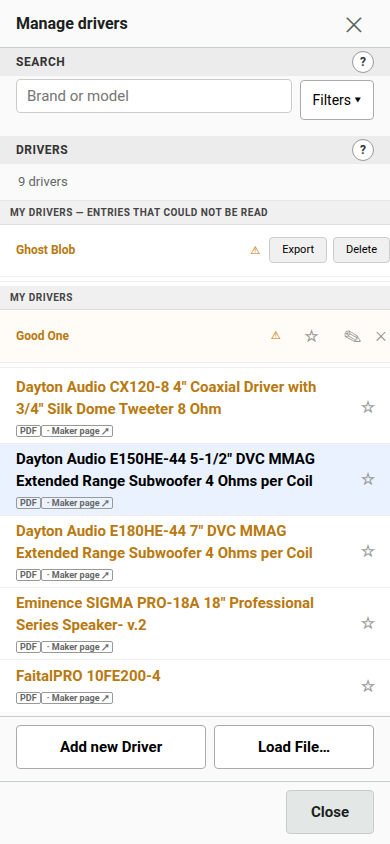 Manage drivers
SEARCH ?
Brand or model
Filters ▾
DRIVERS ?
9 drivers
MY DRIVERS — ENTRIES THAT COULD NOT BE READ
Ghost Blob ⚠ Export Delete
MY DRIVERS
Good One ⚠ ☆ ✎ ×
Dayton Audio CX120-8 4" Coaxial Driver with
3/4" Silk Dome Tweeter 8 Ohm ☆
PDF · Maker page ↗
Dayton Audio E150HE-44 5-1/2" DVC MMAG
Extended Range Subwoofer 4 Ohms per Coil ☆
PDF · Maker page ↗
Dayton Audio E180HE-44 7" DVC MMAG
Extended Range Subwoofer 4 Ohms per Coil ☆
PDF · Maker page ↗
Eminence SIGMA PRO-18A 18" Professional
Series Speaker- v.2 ☆
PDF · Maker page ↗
FaitalPRO 10FE200-4 ☆
PDF · Maker page ↗
Add new Driver
Load File…
Close